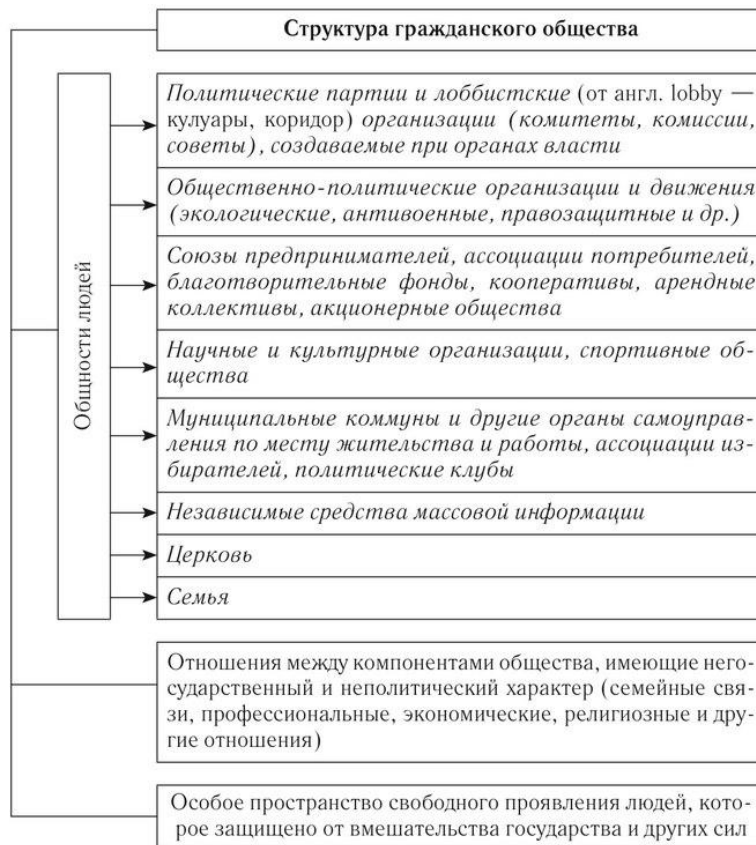 Структура гражданского общества
Общности людей
Политические партии и лоббистские (от англ. lobby —
кулуары, коридор) организации (комитеты, комиссии,
советы), создаваемые при органах власти
Общественно-политические организации и движения
(экологические, антивоенные, правозащитные и др.)
Союзы предпринимателей, ассоциации потребителей,
благотворительные фонды, кооперативы, арендные
коллективы, акционерные общества
Научные и культурные организации, спортивные об-
щества
Муниципальные коммуны и другие органы самоуправ-
ления по месту жительства и работы, ассоциации из-
бирателей, политические клубы
Независимые средства массовой информации
Церковь
Семья
Отношения между компонентами общества, имеющие него-
сударственный и неполитический характер (семейные свя-
зи, профессиональные, экономические, религиозные и дру-
гие отношения)
Особое пространство свободного проявления людей, кото-
рое защищено от вмешательства государства и других сил